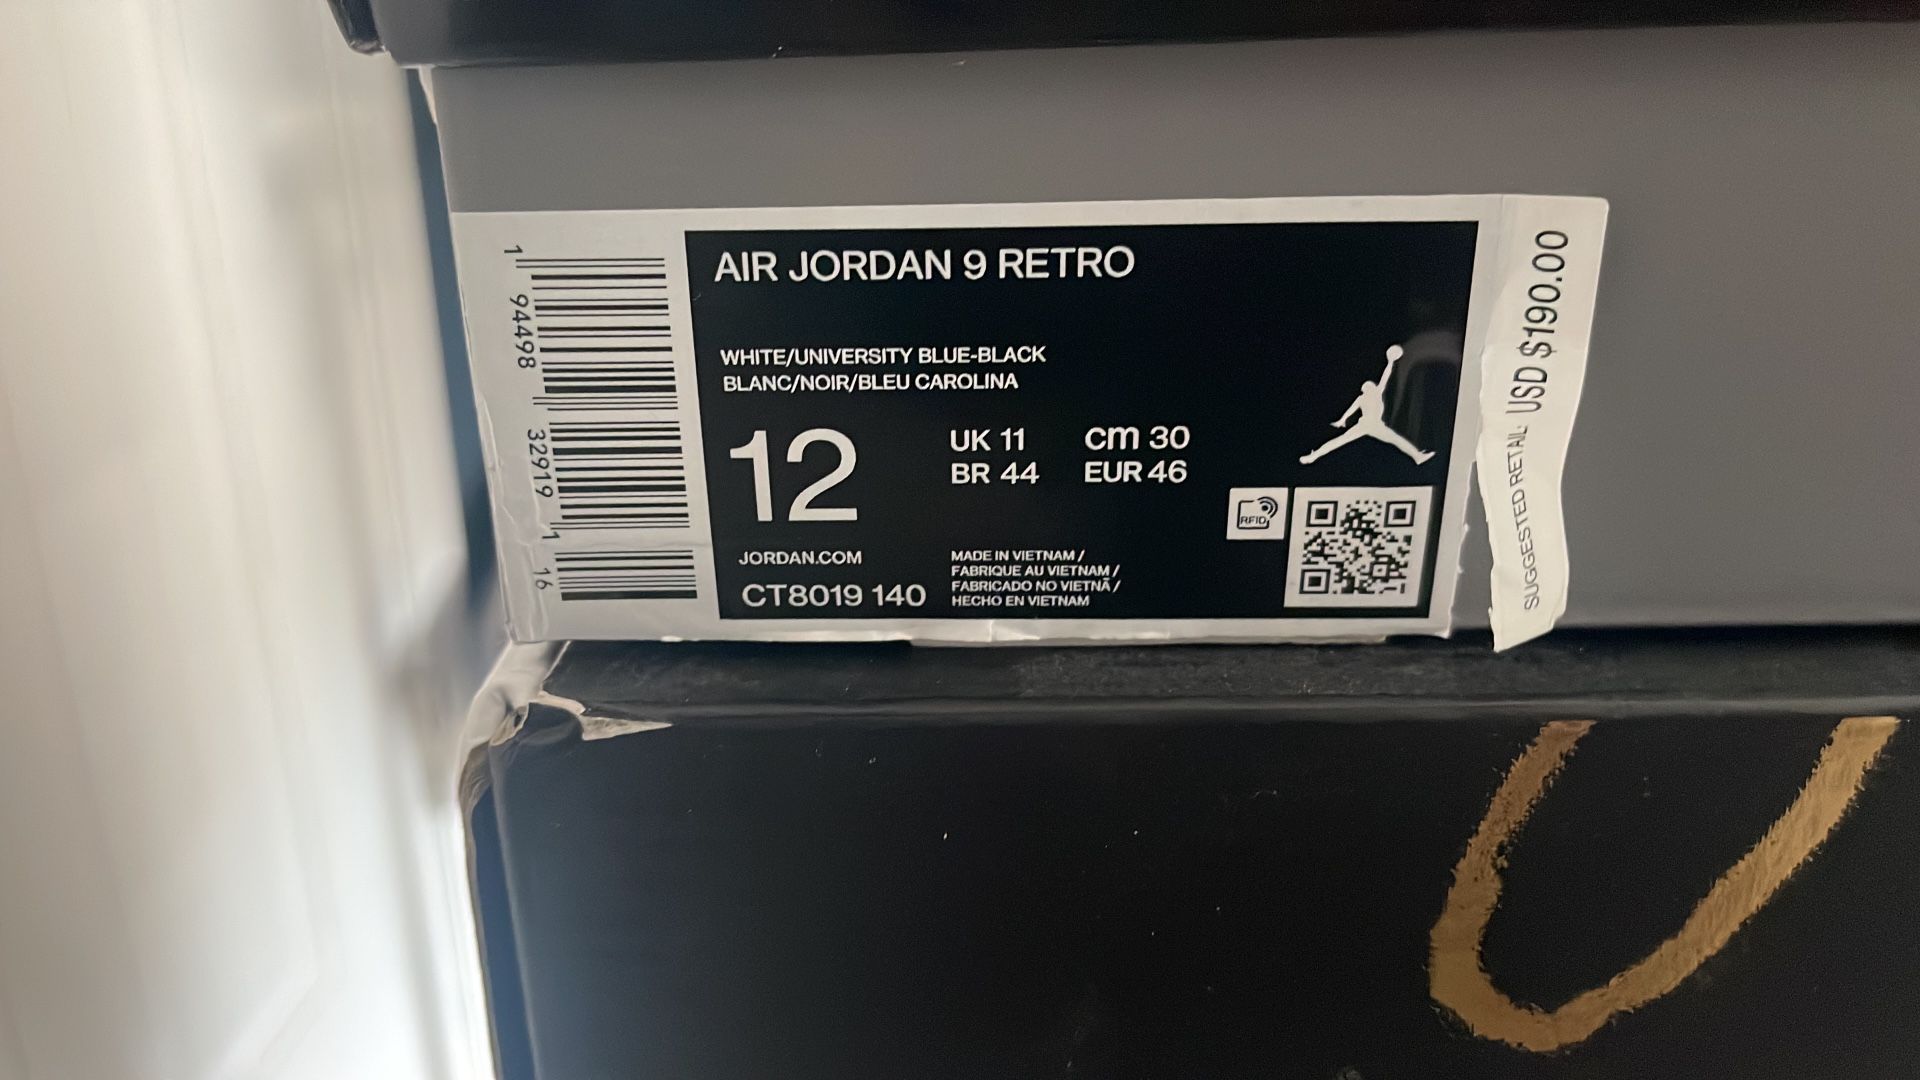 AIR JORDAN 9 RETRO
WHITE/UNIVERSITY BLUE-BLACK
BLANC/NOIR/BLEU CAROLINA
12
UK 11 cm 30
BR 44 EUR 46
JORDAN.COM
CT8019 140
MADE IN VIETNAM /
FABRIQUE AU VIETNAM /
FABRICADO NO VIETNÃ /
HECHO EN VIETNAM
RFID
1 94498 32919 1 16
SUGGESTED RETAIL: USD $190.00